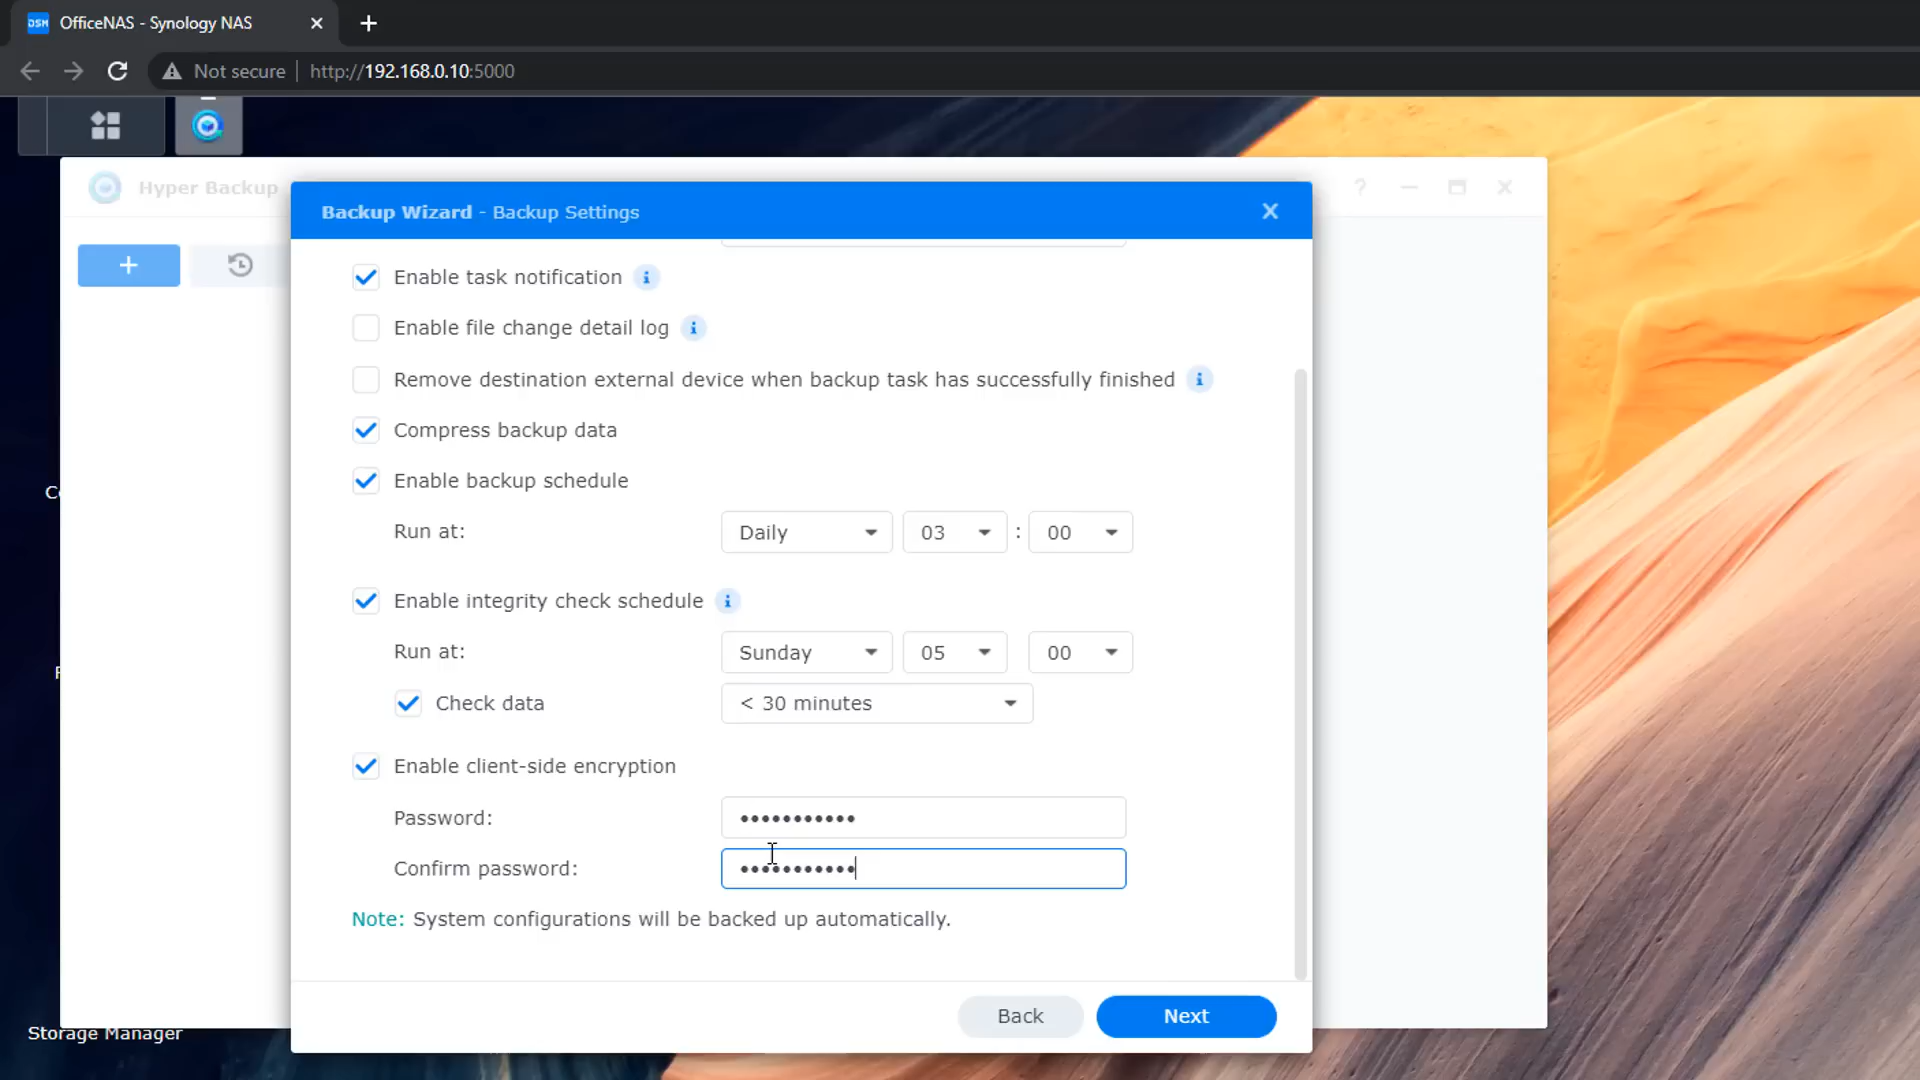 DSM OfficeNAS - Synology NAS
Not secure http://192.168.0.10:5000
Hyper Backup
Backup Wizard - Backup Settings
Enable task notification
Enable file change detail log
Remove destination external device when backup task has successfully finished
Compress backup data
Enable backup schedule
Run at: Daily 03 : 00
Enable integrity check schedule
Run at: Sunday 05 00
Check data < 30 minutes
Enable client-side encryption
Password: •••••••••••
Confirm password: •••••••••••
Note: System configurations will be backed up automatically.
Back Next
Storage Manager